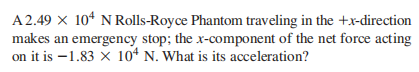 A 2.49 × 10⁴ N Rolls-Royce Phantom traveling in the +x-direction
makes an emergency stop; the x-component of the net force acting
on it is −1.83 × 10⁴ N. What is its acceleration?